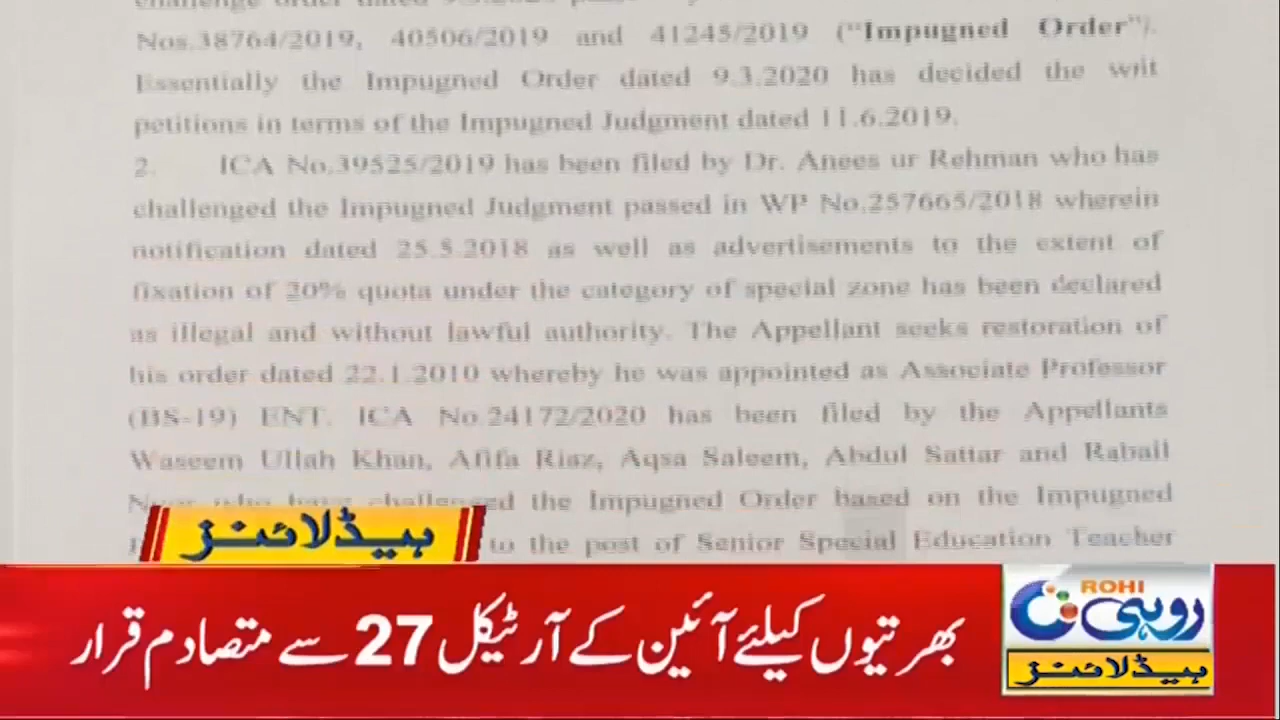 challenge order dated 9.3.2020
Nos.38764/2019, 40506/2019 and 41245/2019 ("Impugned Order").
Essentially the Impugned Order dated 9.3.2020 has decided the writ
petitions in terms of the Impugned Judgment dated 11.6.2019.
2. ICA No.39525/2019 has been filed by Dr. Anees ur Rehman who has
challenged the Impugned Judgment passed in WP No.257665/2018 wherein
notification dated 25.5.2018 as well as advertisements to the extent of
fixation of 20% quota under the category of special zone has been declared
as illegal and without lawful authority. The Appellant seeks restoration of
his order dated 22.1.2010 whereby he was appointed as Associate Professor
(BS-19) ENT. ICA No.24172/2020 has been filed by the Appellants
Waseem Ullah Khan, Afifa Riaz, Aqsa Saleem, Abdul Sattar and Rabail
who have challenged the Impugned Order based on the Impugned
to the post of Senior Special Education Teacher
ہیڈلائنز
بھرتیوں کیلئے آئین کے آرٹیکل 27 سے متصادم قرار
ROHI
روہی
ہیڈلائنز